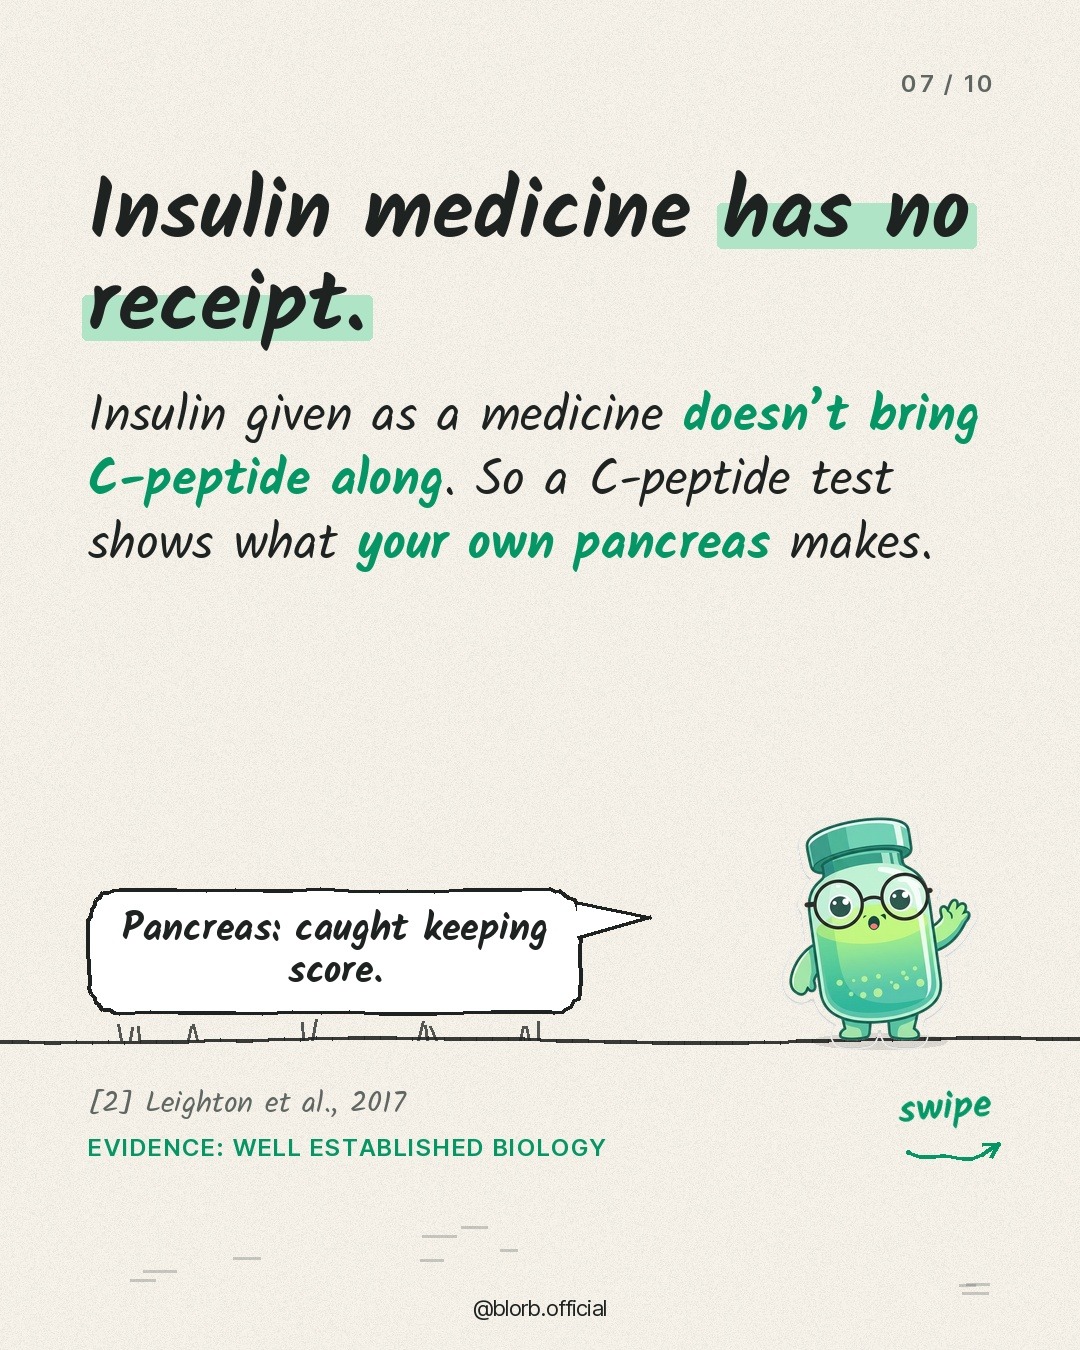 07 / 10
Insulin medicine has no
receipt.
Insulin given as a medicine doesn’t bring
C-peptide along. So a C-peptide test
shows what your own pancreas makes.
Pancreas: caught keeping
score.
[2] Leighton et al., 2017
EVIDENCE: WELL ESTABLISHED BIOLOGY
swipe
@blorb.official